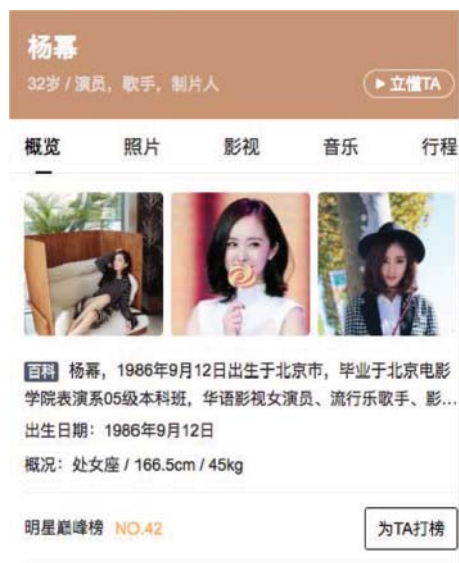 杨幂
32岁 / 演员，歌手，制片人
▶ 立懂TA
概览 照片 影视 音乐 行程
百科 杨幂，1986年9月12日出生于北京市，毕业于北京电影
学院表演系05级本科班，华语影视女演员、流行乐歌手、影...
出生日期：1986年9月12日
概况：处女座 / 166.5cm / 45kg
明星巅峰榜 NO.42
为TA打榜